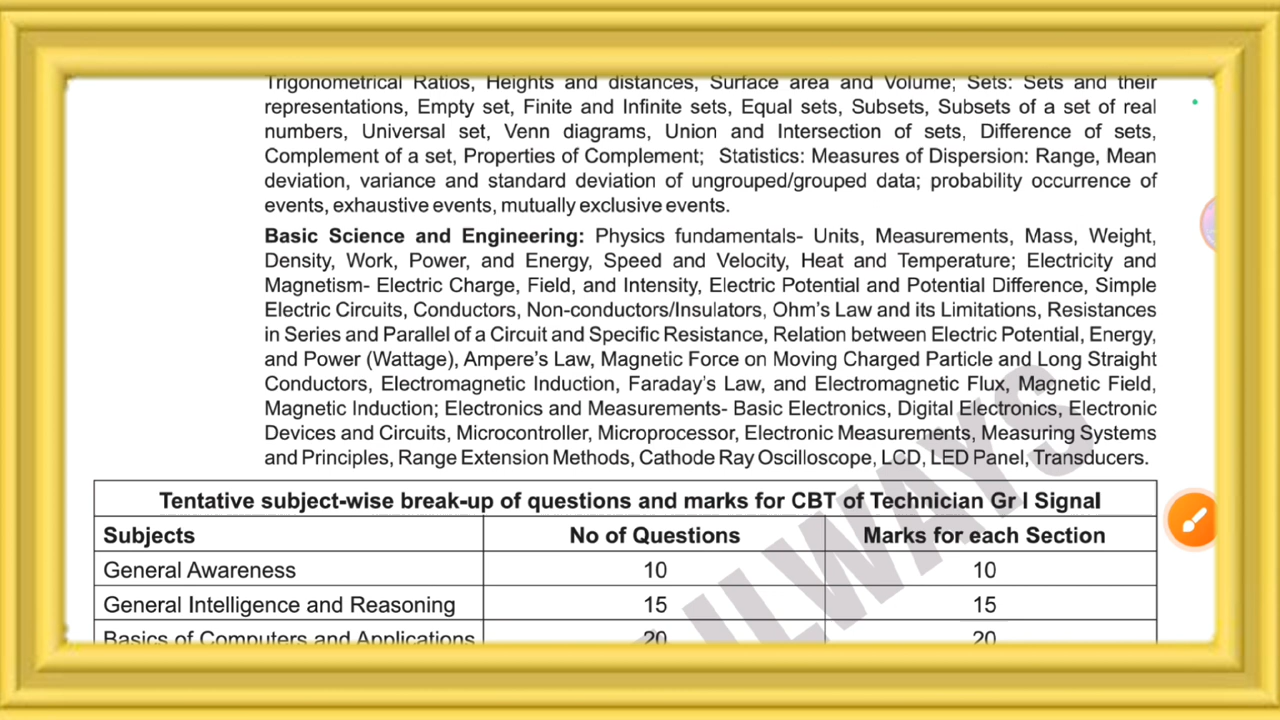 Trigonometrical Ratios, Heights and distances, Surface area and Volume; Sets: Sets and their
representations, Empty set, Finite and Infinite sets, Equal sets, Subsets, Subsets of a set of real
numbers, Universal set, Venn diagrams, Union and Intersection of sets, Difference of sets,
Complement of a set, Properties of Complement; Statistics: Measures of Dispersion: Range, Mean
deviation, variance and standard deviation of ungrouped/grouped data; probability occurrence of
events, exhaustive events, mutually exclusive events.
Basic Science and Engineering: Physics fundamentals- Units, Measurements, Mass, Weight,
Density, Work, Power, and Energy, Speed and Velocity, Heat and Temperature; Electricity and
Magnetism- Electric Charge, Field, and Intensity, Electric Potential and Potential Difference, Simple
Electric Circuits, Conductors, Non-conductors/Insulators, Ohm's Law and its Limitations, Resistances
in Series and Parallel of a Circuit and Specific Resistance, Relation between Electric Potential, Energy,
and Power (Wattage), Ampere's Law, Magnetic Force on Moving Charged Particle and Long Straight
Conductors, Electromagnetic Induction, Faraday's Law, and Electromagnetic Flux, Magnetic Field,
Magnetic Induction; Electronics and Measurements- Basic Electronics, Digital Electronics, Electronic
Devices and Circuits, Microcontroller, Microprocessor, Electronic Measurements, Measuring Systems
and Principles, Range Extension Methods, Cathode Ray Oscilloscope, LCD, LED Panel, Transducers.
Tentative subject-wise break-up of questions and marks for CBT of Technician Gr I Signal
Subjects No of Questions Marks for each Section
General Awareness 10 10
General Intelligence and Reasoning 15 15
Basics of Computers and Applications 20 20